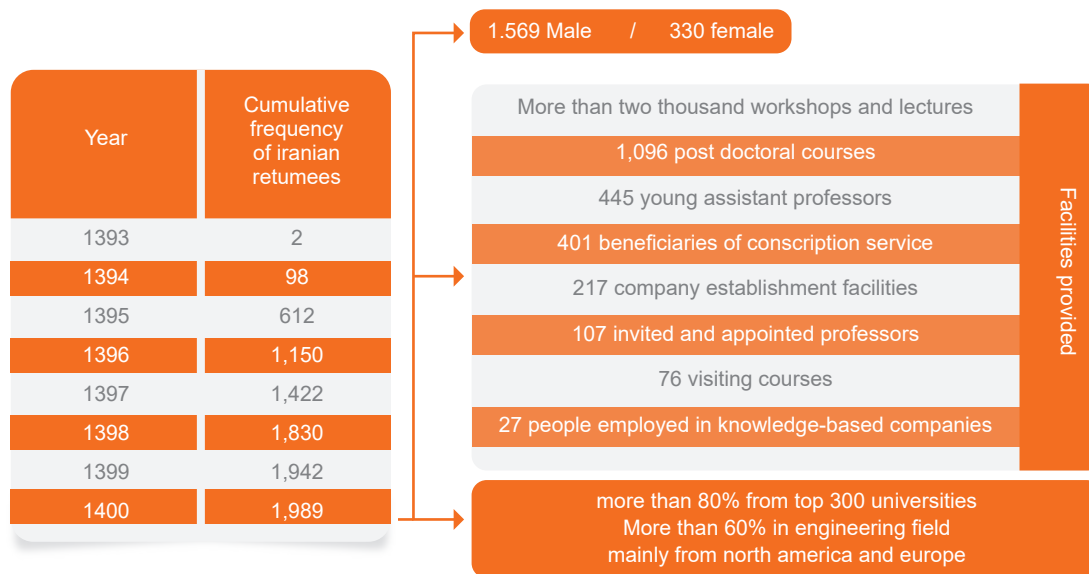 1.569 Male / 330 female
Year
Cumulative
frequency
of iranian
retumees
1393 2
1394 98
1395 612
1396 1,150
1397 1,422
1398 1,830
1399 1,942
1400 1,989
More than two thousand workshops and lectures
1,096 post doctoral courses
445 young assistant professors
401 beneficiaries of conscription service
217 company establishment facilities
107 invited and appointed professors
76 visiting courses
27 people employed in knowledge-based companies
Facilities provided
more than 80% from top 300 universities
More than 60% in engineering field
mainly from north america and europe